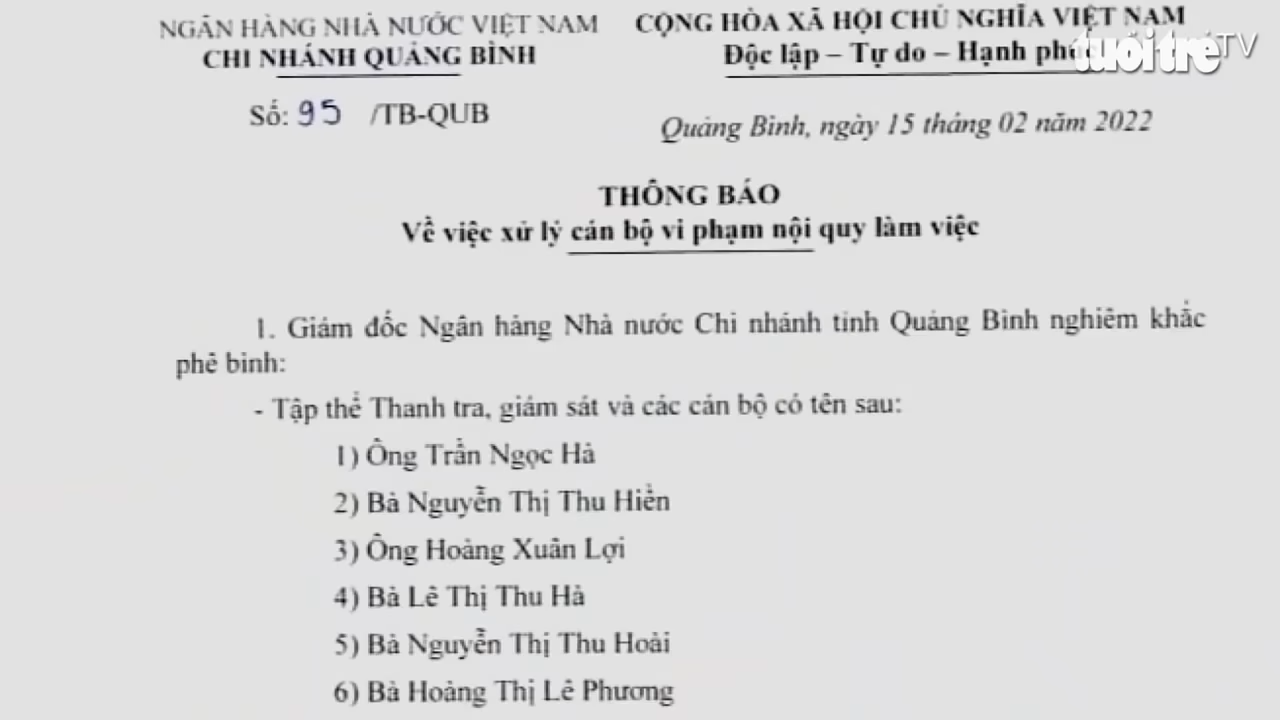 NGÂN HÀNG NHÀ NƯỚC VIỆT NAM
CHI NHÁNH QUẢNG BÌNH
Số: 95 /TB-QUB
CỘNG HÒA XÃ HỘI CHỦ NGHĨA VIỆT NAM
Độc lập – Tự do – Hạnh phúc
tuổi trẻ TV
Quảng Bình, ngày 15 tháng 02 năm 2022
THÔNG BÁO
Về việc xử lý cán bộ vi phạm nội quy làm việc
1. Giám đốc Ngân hàng Nhà nước Chi nhánh tỉnh Quảng Bình nghiêm khắc
phê bình:
- Tập thể Thanh tra, giám sát và các cán bộ có tên sau:
1) Ông Trần Ngọc Hà
2) Bà Nguyễn Thị Thu Hiền
3) Ông Hoàng Xuân Lợi
4) Bà Lê Thị Thu Hà
5) Bà Nguyễn Thị Thu Hoài
6) Bà Hoàng Thị Lê Phương